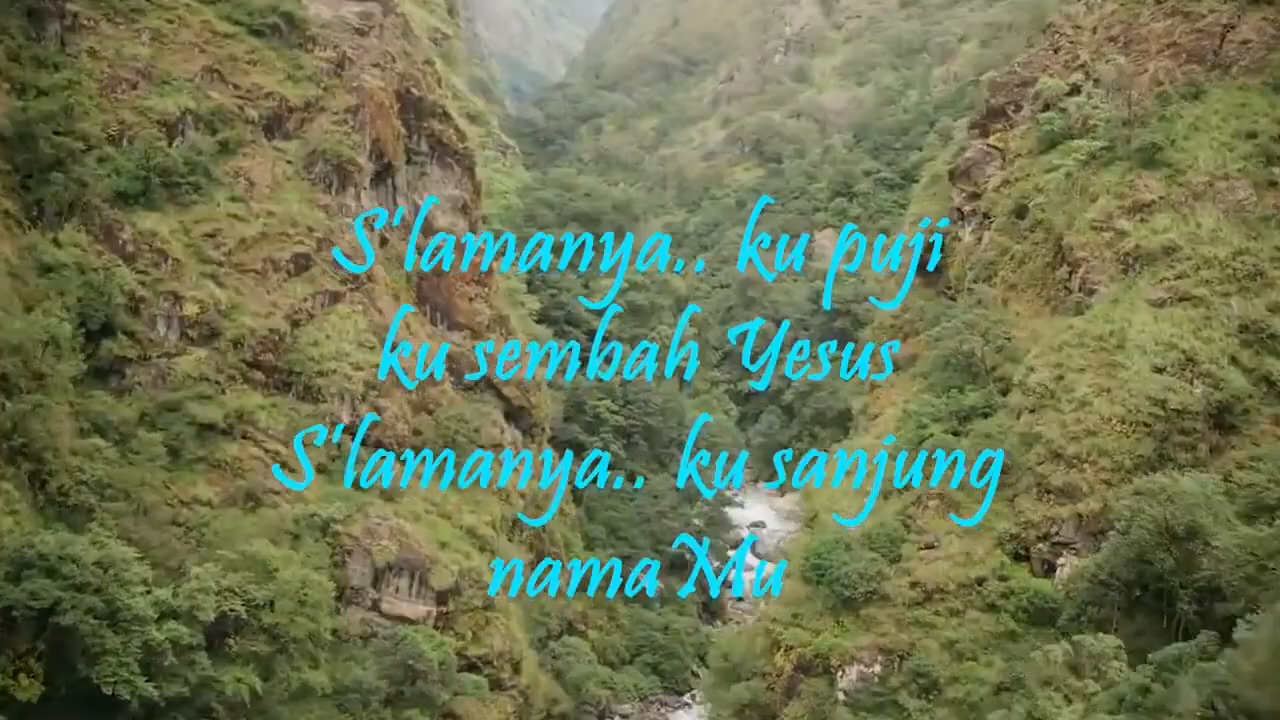 S'lamanya.. ku puji
ku sembah Yesus
S'lamanya.. ku sanjung
nama Mu